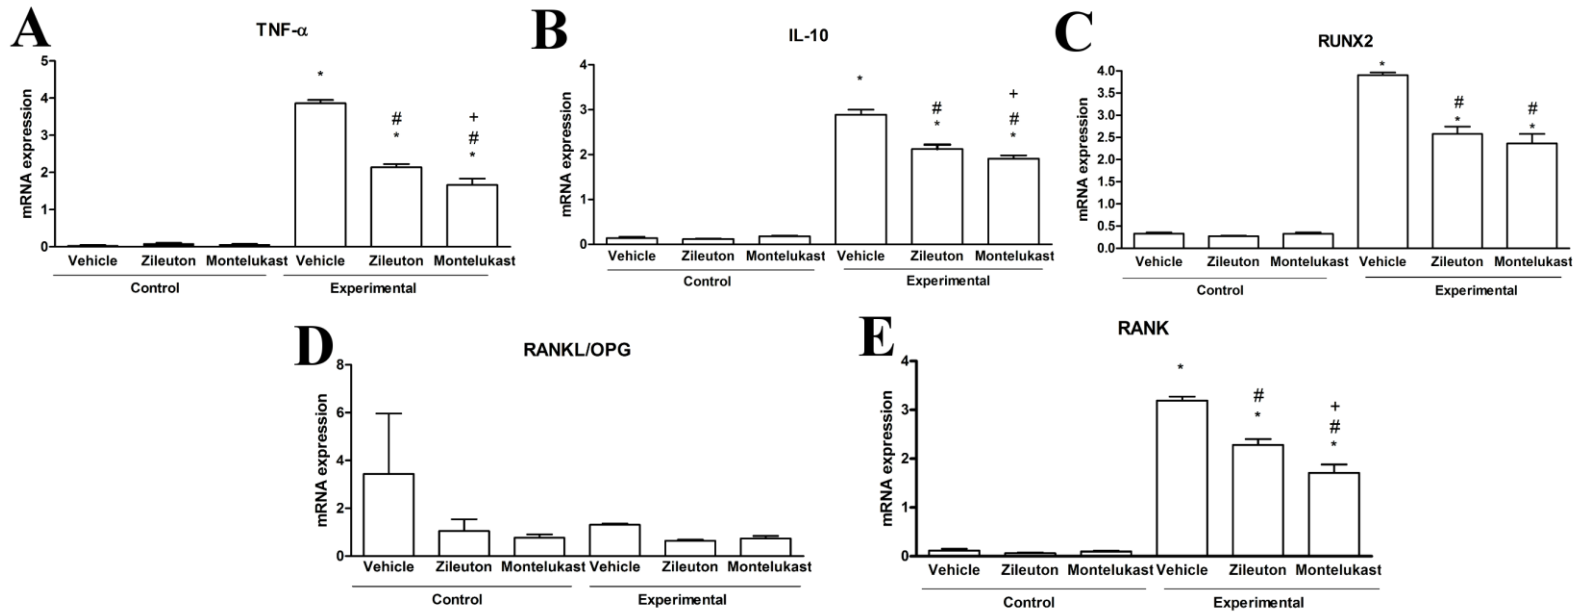 A
TNF-α
mRNA expression
5
4
3
2
1
0
*
# 
*
+
#
*
Vehicle Zileuton Montelukast Vehicle Zileuton Montelukast
Control Experimental
B
IL-10
mRNA expression
4
3
2
1
0
*
#
*
+
#
*
Vehicle Zileuton Montelukast Vehicle Zileuton Montelukast
Control Experimental
C
RUNX2
mRNA expression
4.0
3.5
3.0
2.5
2.0
1.5
1.0
0.5
0.0
*
#
*
#
*
Vehicle Zileuton Montelukast Vehicle Zileuton Montelukast
Control Experimental
D
RANKL/OPG
mRNA expression
8
6
4
2
0
Vehicle Zileuton Montelukast Vehicle Zileuton Montelukast
Control Experimental
E
RANK
mRNA expression
4
3
2
1
0
*
#
*
+
#
*
Vehicle Zileuton Montelukast Vehicle Zileuton Montelukast
Control Experimental